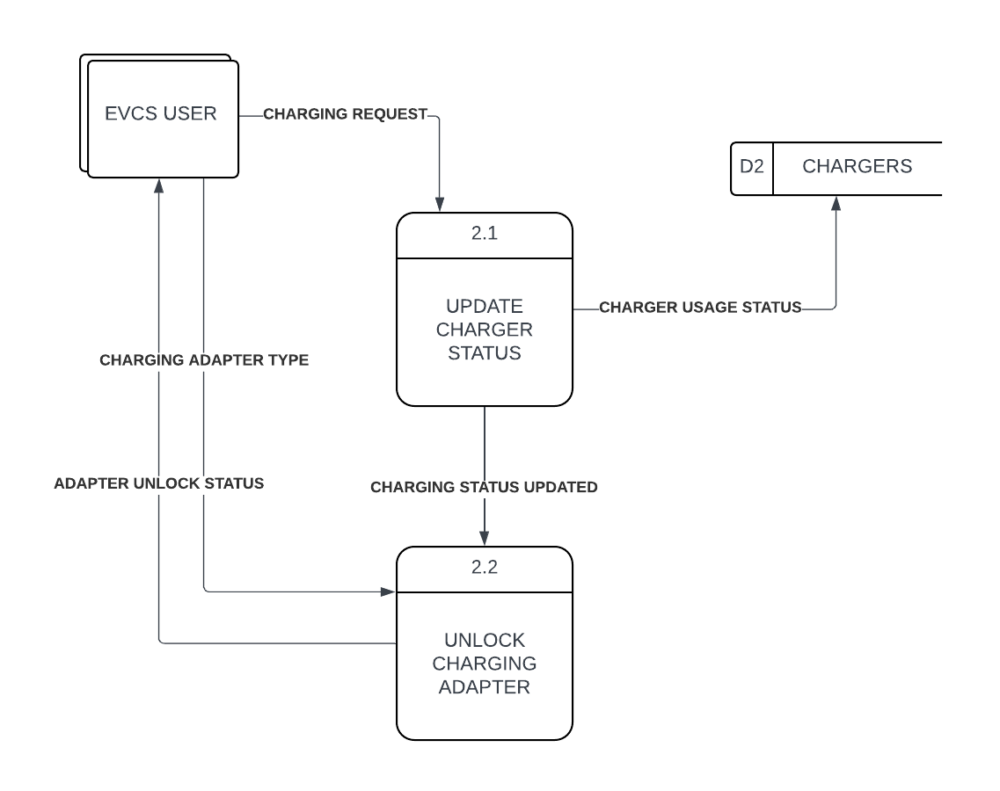 EVCS USER
CHARGING REQUEST
D2
CHARGERS
2.1
UPDATE
CHARGER
STATUS
CHARGER USAGE STATUS
CHARGING ADAPTER TYPE
ADAPTER UNLOCK STATUS
CHARGING STATUS UPDATED
2.2
UNLOCK
CHARGING
ADAPTER